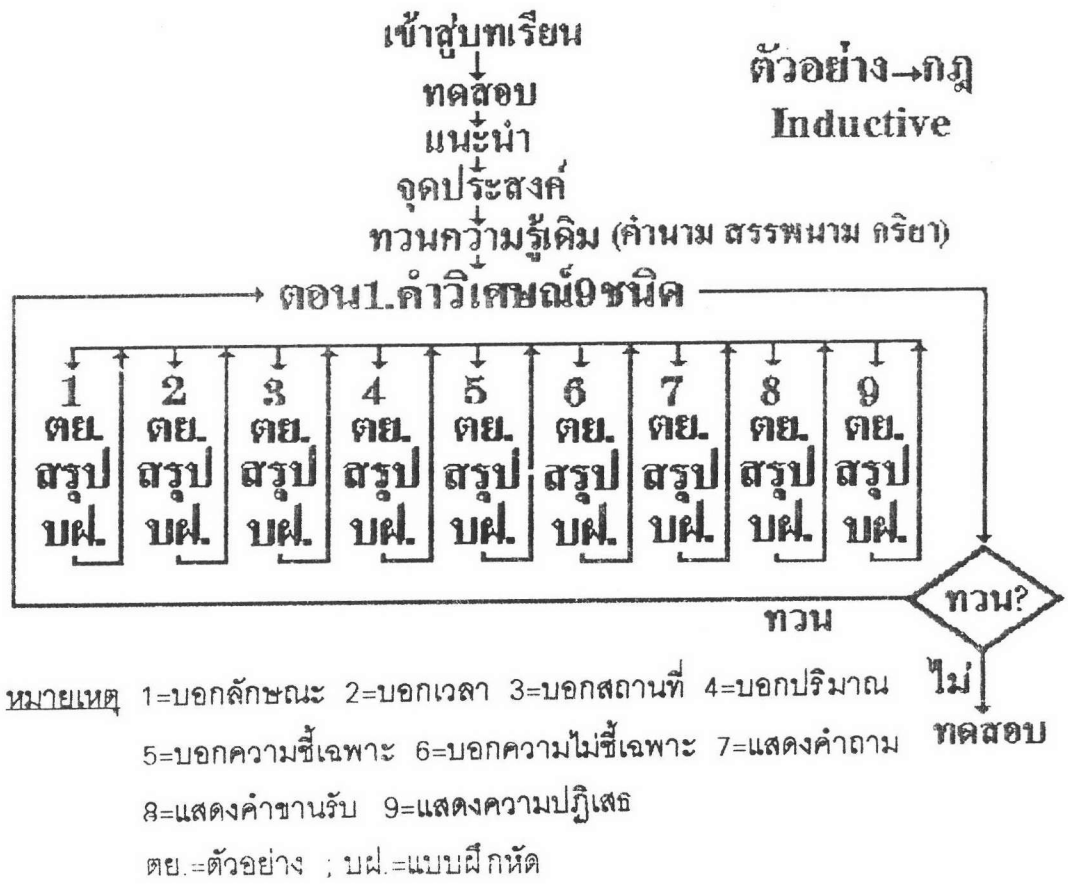 เข้าสู่บทเรียน
ทดสอบ
แนะนำ
จุดประสงค์
ทวนความรู้เดิม (คำนาม สรรพนาม กริยา)
ตัวอย่าง→กฎ
Inductive
ตอน1.คำวิเศษณ์9ชนิด
1 2 3 4 5 6 7 8 9
ตย. ตย. ตย. ตย. ตย. ตย. ตย. ตย. ตย.
สรุป สรุป สรุป สรุป สรุป สรุป สรุป สรุป สรุป
บฝ. บฝ. บฝ. บฝ. บฝ. บฝ. บฝ. บฝ. บฝ.
ทวน?
ทวน
ไม่
ทดสอบ
หมายเหตุ 1=บอกลักษณะ 2=บอกเวลา 3=บอกสถานที่ 4=บอกปริมาณ
5=บอกความชี้เฉพาะ 6=บอกความไม่ชี้เฉพาะ 7=แสดงคำถาม
8=แสดงคำขานรับ 9=แสดงความปฏิเสธ
ตย.=ตัวอย่าง ; บฝ.=แบบฝึกหัด